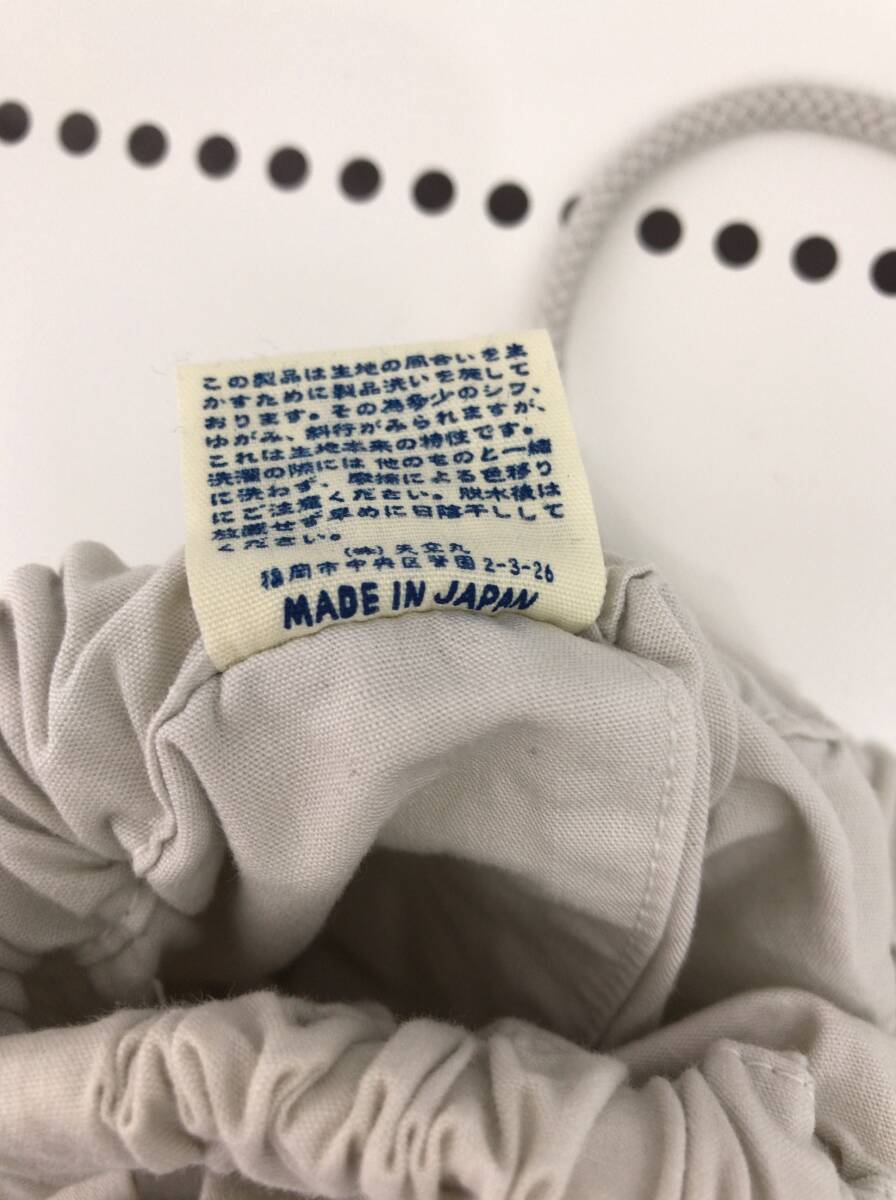 この製品は生地の風合いを生
かすために製品洗いを施して
おります。その為多少のシワ、
ゆがみ、斜行がみられますが、
これは生地本来の特性です。
洗濯の際には他のものと一緒
に洗わず、摩擦による色移り
にご注意ください。脱水後は
放置せず早めに日陰干しして
ください。
(株)天立丸
福岡市中央区警固2-3-26
MADE IN JAPAN